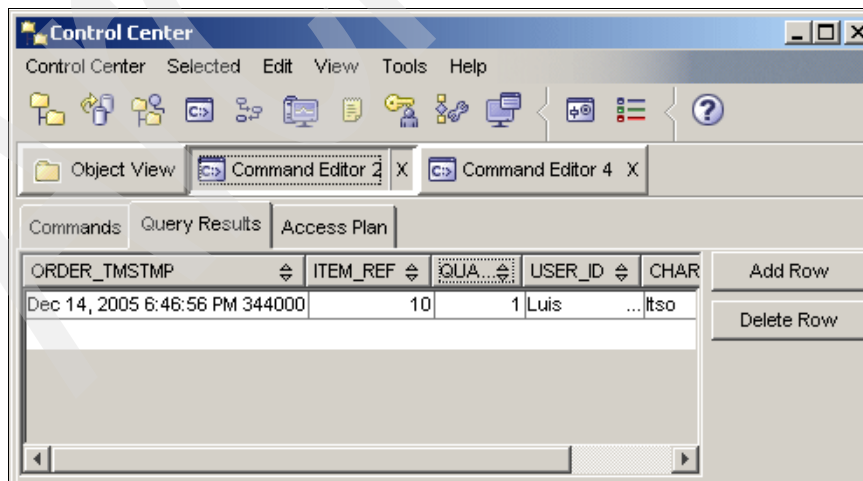 Control Center
Control Center Selected Edit View Tools Help
Object View Command Editor 2 X Command Editor 4 X
Commands Query Results Access Plan
ORDER_TMSTMP ITEM_REF QUA... USER_ID CHAR Add Row
Dec 14, 2005 6:46:56 PM 344000 10 1 Luis ... Itso
Delete Row